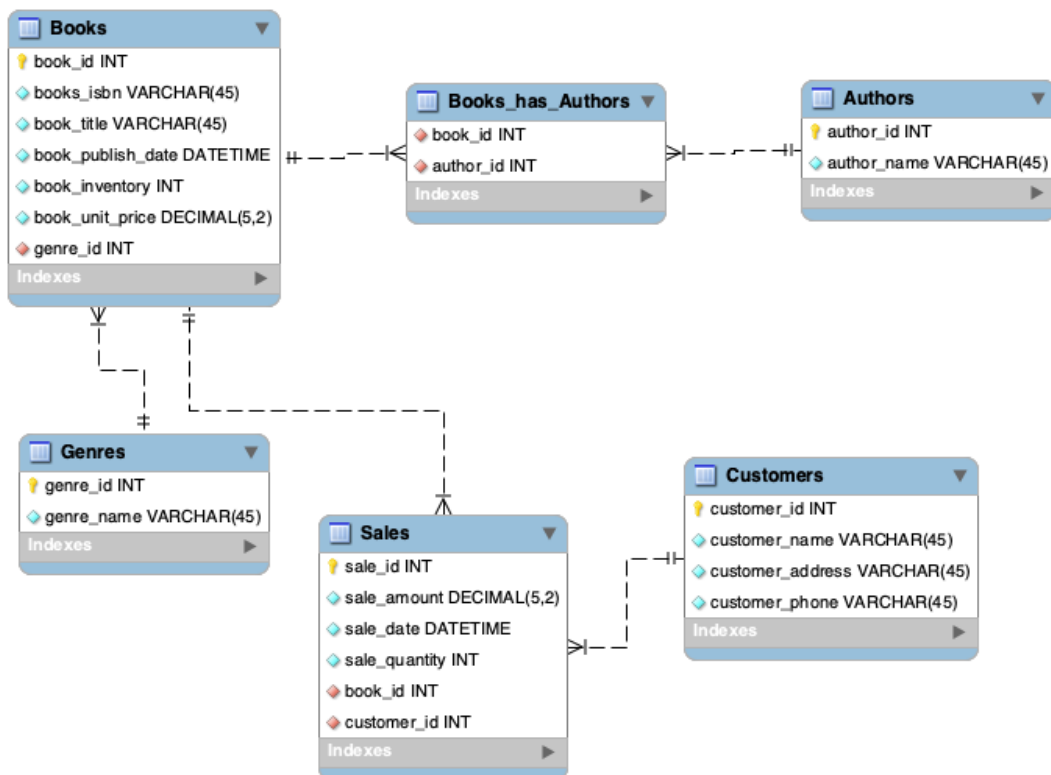 Books
book_id INT
books_isbn VARCHAR(45)
book_title VARCHAR(45)
book_publish_date DATETIME
book_inventory INT
book_unit_price DECIMAL(5,2)
genre_id INT
Indexes
Books_has_Authors
book_id INT
author_id INT
Indexes
Authors
author_id INT
author_name VARCHAR(45)
Indexes
Genres
genre_id INT
genre_name VARCHAR(45)
Indexes
Sales
sale_id INT
sale_amount DECIMAL(5,2)
sale_date DATETIME
sale_quantity INT
book_id INT
customer_id INT
Indexes
Customers
customer_id INT
customer_name VARCHAR(45)
customer_address VARCHAR(45)
customer_phone VARCHAR(45)
Indexes